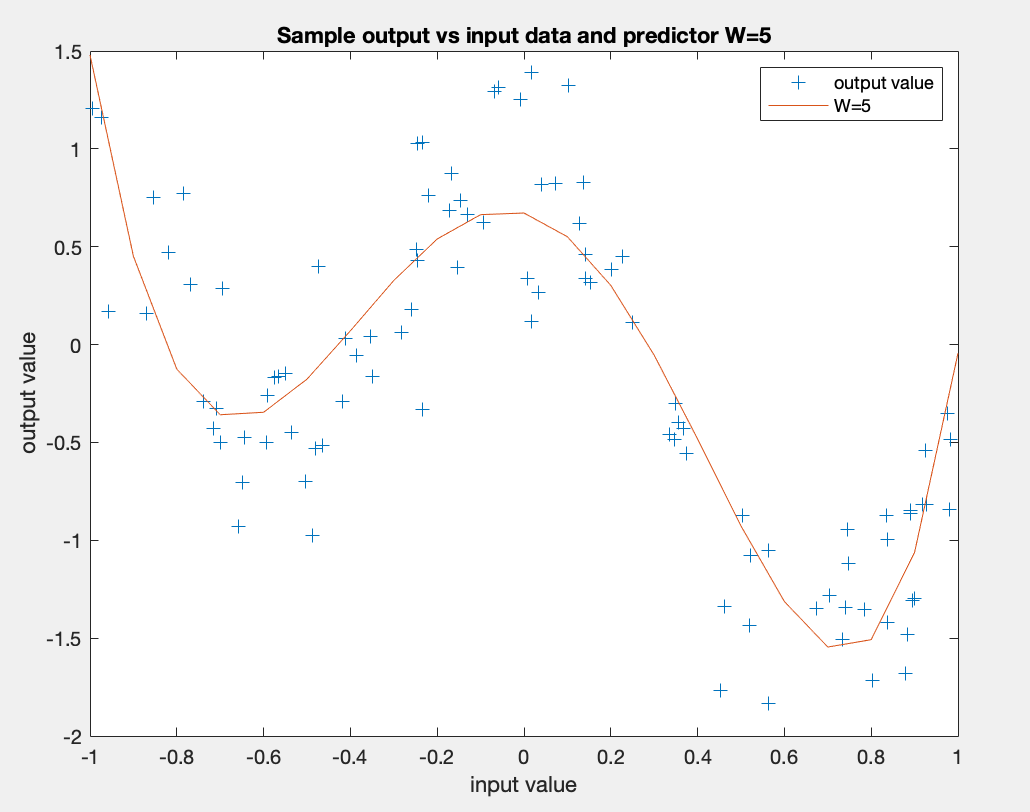 Sample output vs input data and predictor W=5
output value
W=5
1.5
1
0.5
0
-0.5
-1
-1.5
-2
output value
-1 -0.8 -0.6 -0.4 -0.2 0 0.2 0.4 0.6 0.8 1
input value